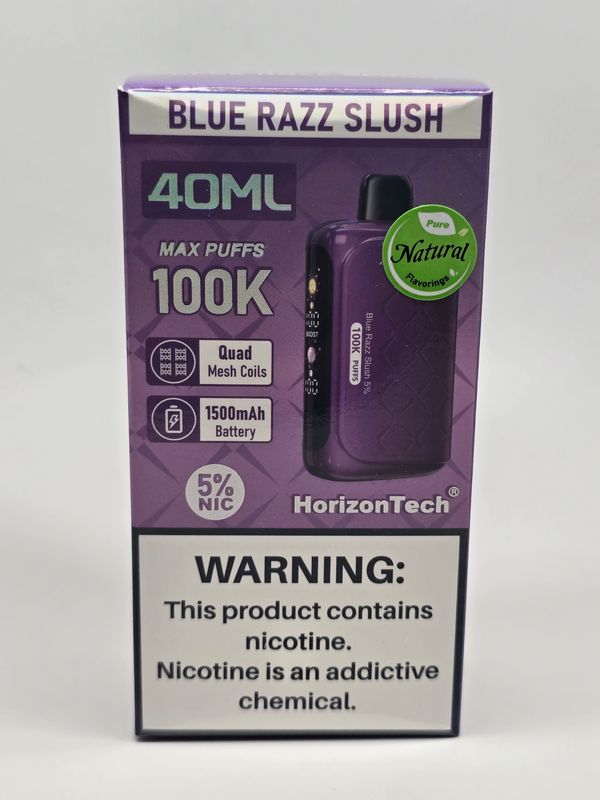 BLUE RAZZ SLUSH
40ML
MAX PUFFS
100K
Quad
Mesh Coils
1500mAh
Battery
5%
NIC
Pure
Natural
Flavorings
BOOST
Blue Razz Slush 5%
100K PUFFS
HorizonTech®
WARNING:
This product contains
nicotine.
Nicotine is an addictive
chemical.